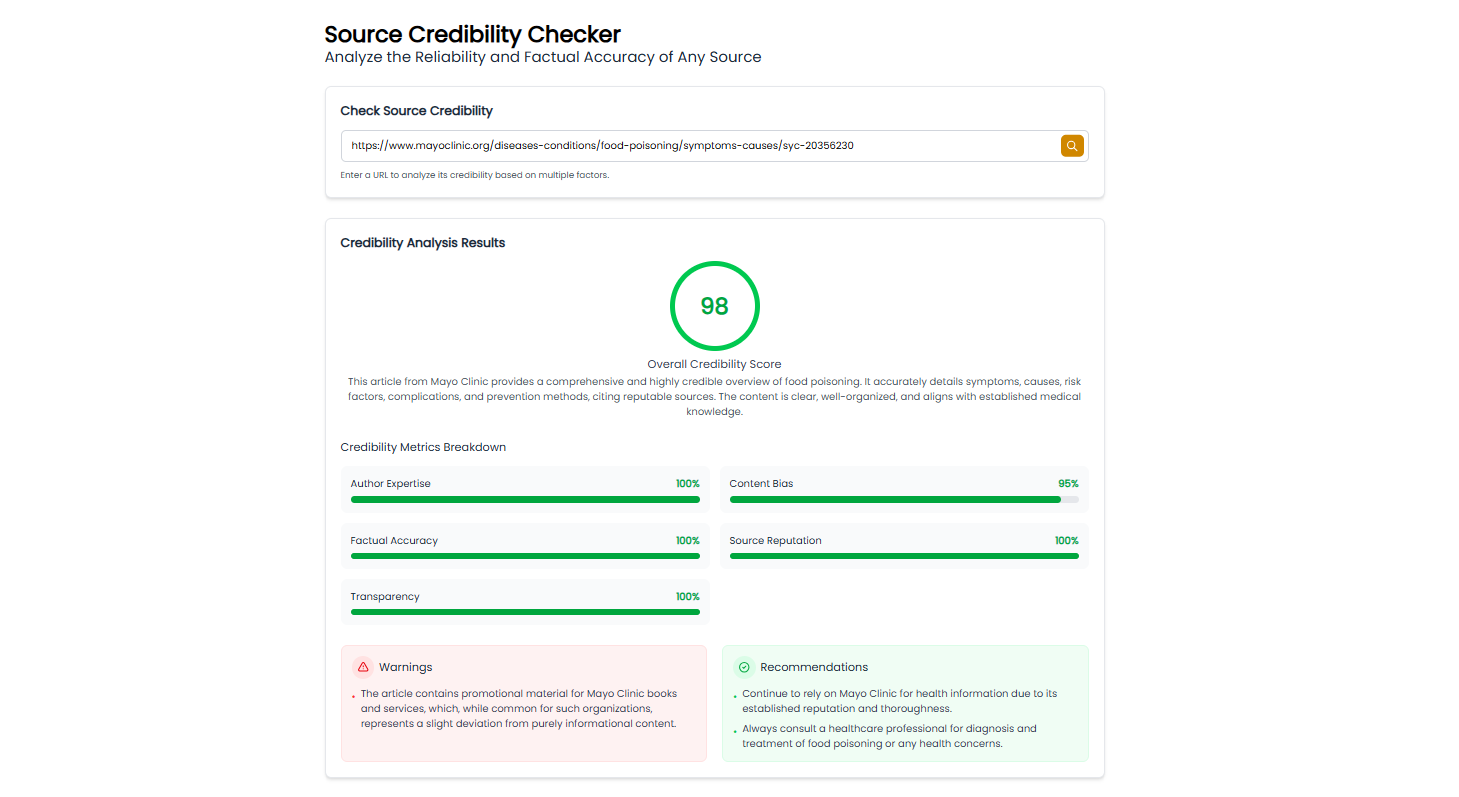 Source Credibility Checker
Analyze the Reliability and Factual Accuracy of Any Source
Check Source Credibility
https://www.mayoclinic.org/diseases-conditions/food-poisoning/symptoms-causes/syc-20356230
Enter a URL to analyze its credibility based on multiple factors.
Credibility Analysis Results
98
Overall Credibility Score
This article from Mayo Clinic provides a comprehensive and highly credible overview of food poisoning. It accurately details symptoms, causes, risk
factors, complications, and prevention methods, citing reputable sources. The content is clear, well-organized, and aligns with established medical
knowledge.
Credibility Metrics Breakdown
Author Expertise 100%
Content Bias 95%
Factual Accuracy 100%
Source Reputation 100%
Transparency 100%
Warnings
• The article contains promotional material for Mayo Clinic books
and services, which, while common for such organizations,
represents a slight deviation from purely informational content.
Recommendations
• Continue to rely on Mayo Clinic for health information due to its
established reputation and thoroughness.
• Always consult a healthcare professional for diagnosis and
treatment of food poisoning or any health concerns.